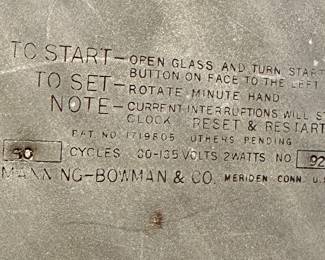 TO START — OPEN GLASS AND TURN START
BUTTON ON FACE TO THE LEFT
TO SET — ROTATE MINUTE HAND
NOTE — CURRENT INTERRUPTIONS WILL ST
CLOCK RESET & RESTART
PAT. NO. 1719805 OTHERS PENDING
60 CYCLES VOLTS 2 WATTS NO 92
MANNING-BOWMAN & CO. MERIDEN CONN. U.S